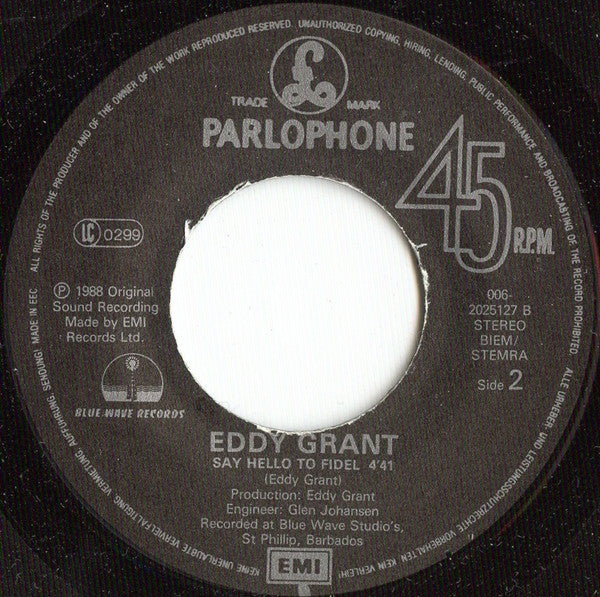 ALL RIGHTS OF THE PRODUCER AND OF THE OWNER OF THE WORK REPRODUCED RESERVED. UNAUTHORIZED COPYING, HIRING, LENDING, PUBLIC PERFORMANCE AND BROADCASTING OF THE RECORD PROHIBITED
£
TRADE MARK
PARLOPHONE
45 R.P.M.
LC 0299
℗ 1988 Original
Sound Recording
Made by EMI
Records Ltd.
BLUE WAVE RECORDS
006-
2025127 B
STEREO
BIEM/
STEMRA
Side 2
EDDY GRANT
SAY HELLO TO FIDEL 4'41
(Eddy Grant)
Production: Eddy Grant
Engineer: Glen Johansen
Recorded at Blue Wave Studio's,
St Phillip, Barbados
EMI
ALLE URHEBER- UND LEISTUNGSSCHUTZRECHTE VORBEHALTEN KEIN VERLEIH! KEINE UNERLAUBTE VERVIELFÄLTIGUNG, VERMIETUNG, AUFFÜHRUNG SENDUNG! MADE IN EEC.